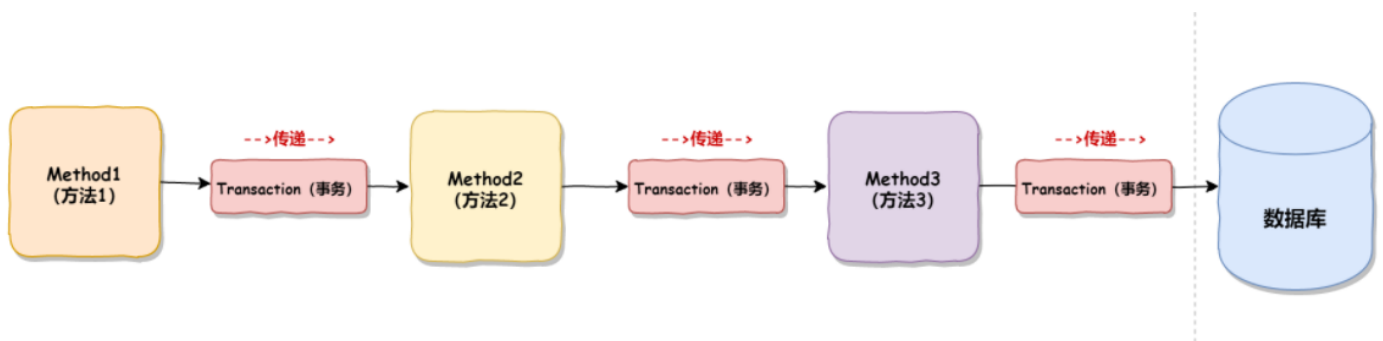 Method1
(方法1)
-->传递-->
Transaction（事务）
Method2
(方法2)
-->传递-->
Transaction（事务）
Method3
(方法3)
-->传递-->
Transaction（事务）
数据库